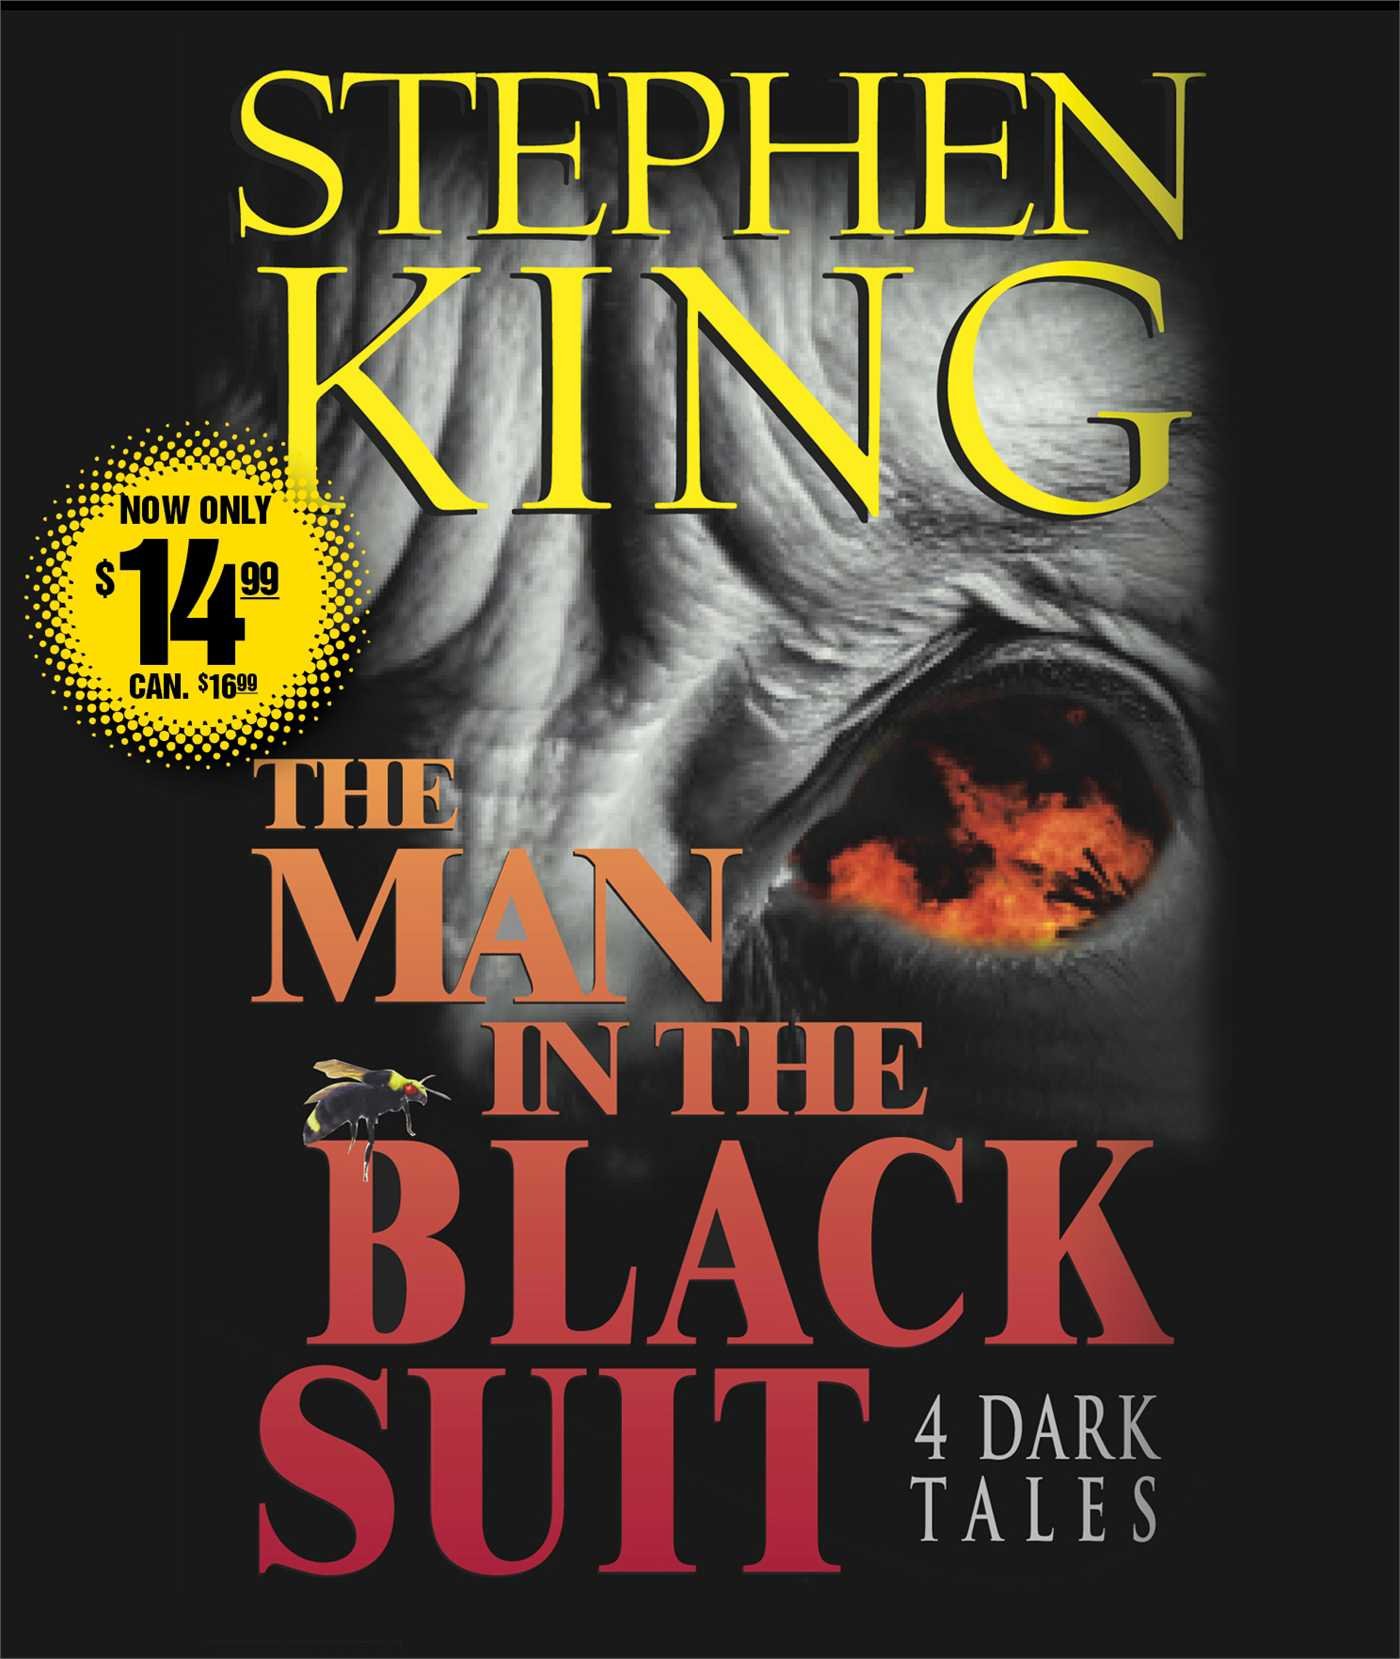 STEPHEN
KING
NOW ONLY
$14.99
CAN. $16.99
THE
MAN
IN THE
BLACK
SUIT
4 DARK
TALES